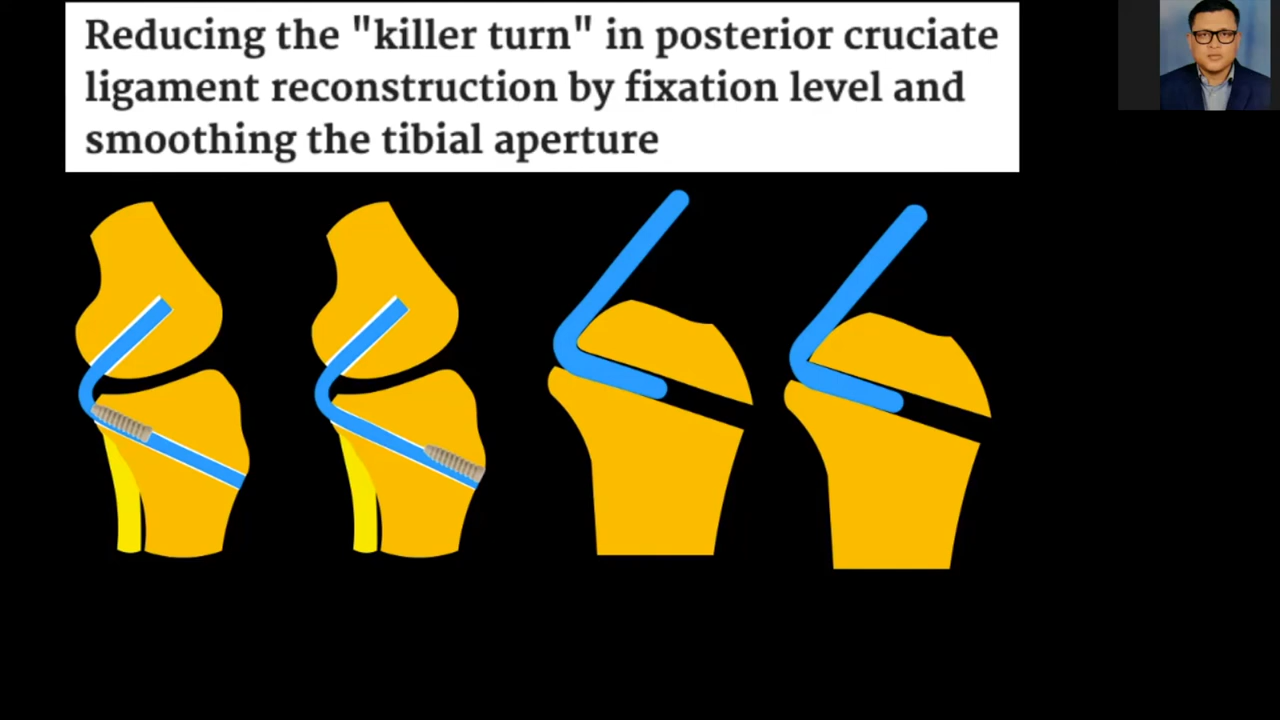 Reducing the "killer turn" in posterior cruciate
ligament reconstruction by fixation level and
smoothing the tibial aperture